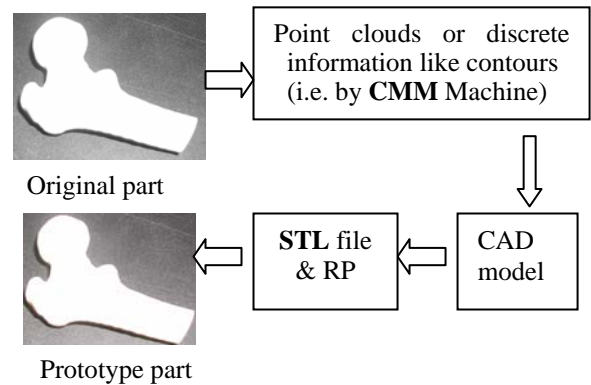 Point clouds or discrete
information like contours
(i.e. by CMM Machine)
Original part
CAD
model
STL file
& RP
Prototype part